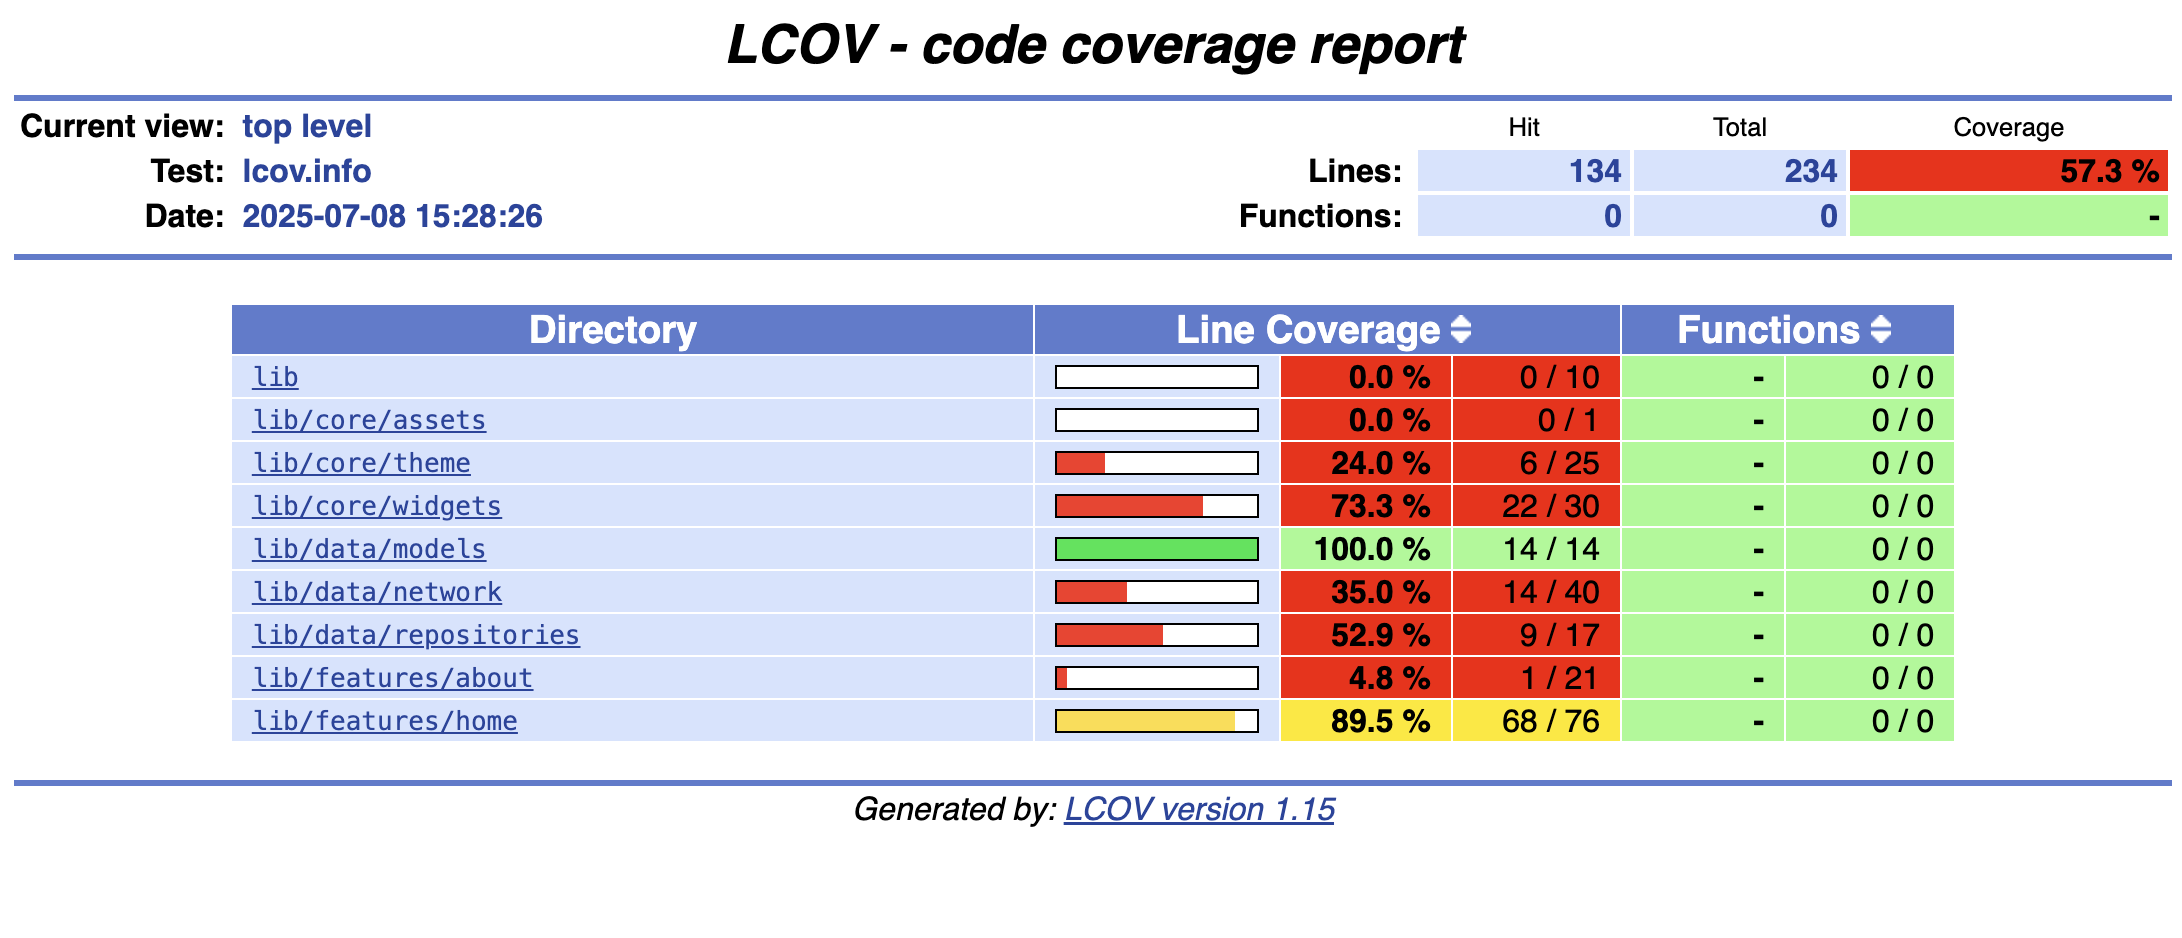 LCOV - code coverage report
Current view: top level
Hit Total Coverage
Test: lcov.info Lines: 134 234 57.3 %
Date: 2025-07-08 15:28:26 Functions: 0 0 -
Directory Line Coverage Functions
lib 0.0 % 0 / 10 - 0 / 0
lib/core/assets 0.0 % 0 / 1 - 0 / 0
lib/core/theme 24.0 % 6 / 25 - 0 / 0
lib/core/widgets 73.3 % 22 / 30 - 0 / 0
lib/data/models 100.0 % 14 / 14 - 0 / 0
lib/data/network 35.0 % 14 / 40 - 0 / 0
lib/data/repositories 52.9 % 9 / 17 - 0 / 0
lib/features/about 4.8 % 1 / 21 - 0 / 0
lib/features/home 89.5 % 68 / 76 - 0 / 0
Generated by: LCOV version 1.15